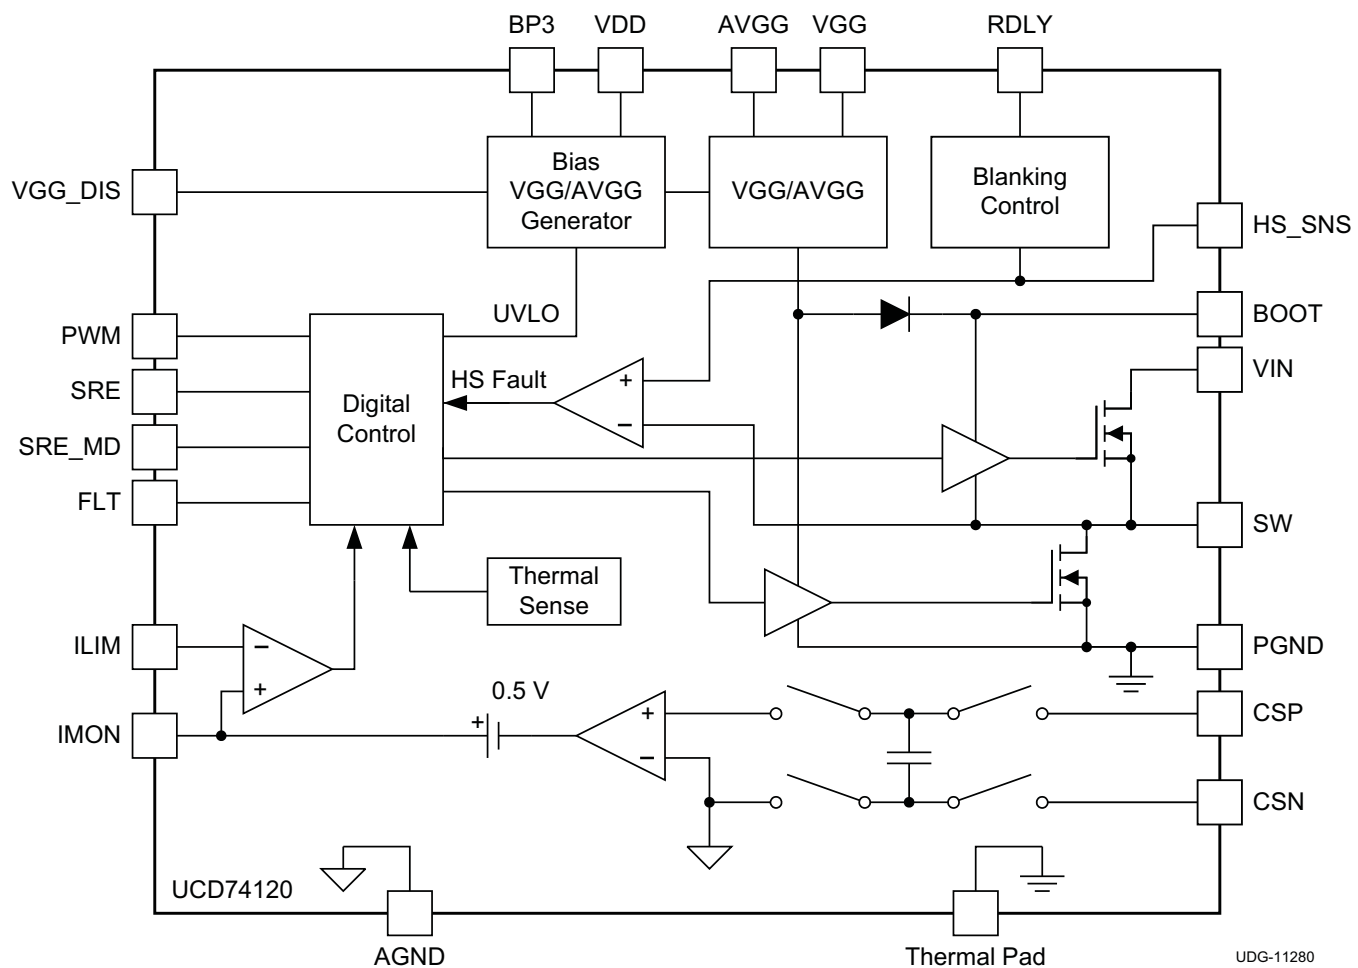 BP3
VDD
AVGG
VGG
RDLY
Bias
VGG/AVGG
Generator
VGG/AVGG
Blanking
Control
VGG_DIS
HS_SNS
UVLO
BOOT
PWM
VIN
SRE
HS Fault
+
−
Digital
Control
SRE_MD
FLT
SW
Thermal
Sense
ILIM
−
+
PGND
0.5 V
+
+
−
CSP
IMON
CSN
UCD74120
AGND
Thermal Pad
UDG-11280